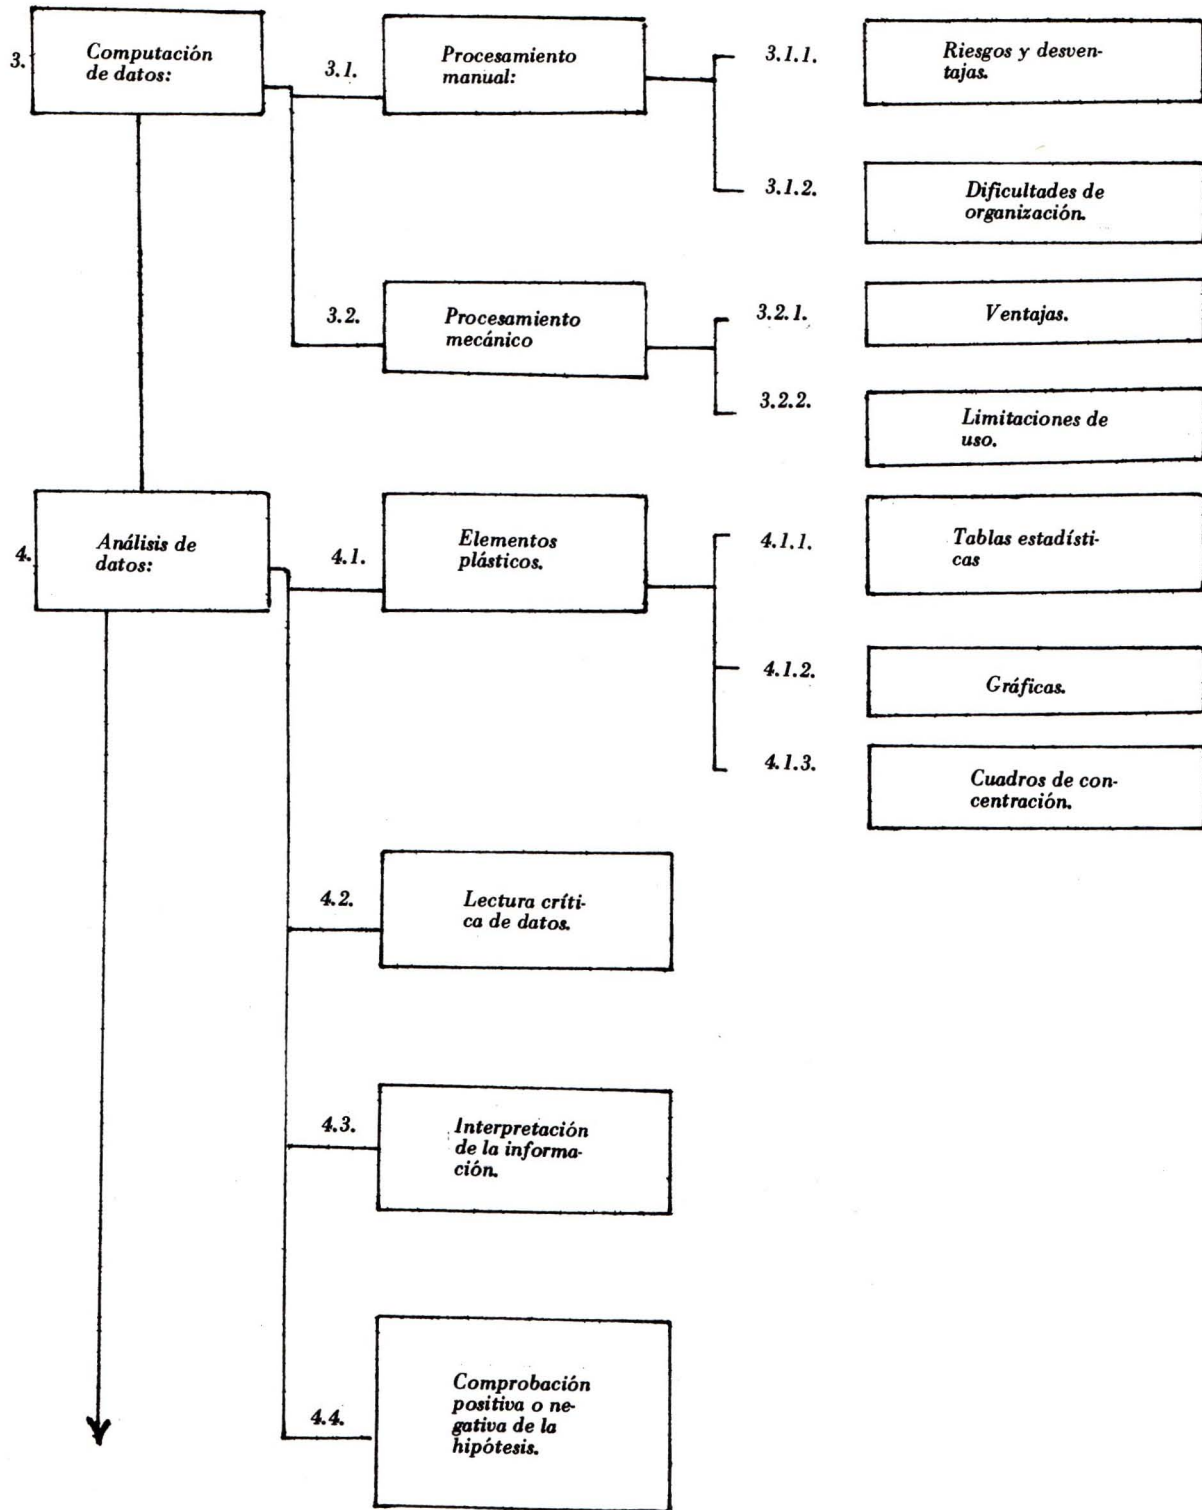 3.
Computación
de datos:
3.1.
Procesamiento
manual:
3.1.1.
Riesgos y desven-
tajas.
3.1.2.
Dificultades de
organización.
3.2.
Procesamiento
mecánico
3.2.1.
Ventajas.
3.2.2.
Limitaciones de
uso.
4.
Análisis de
datos:
4.1.
Elementos
plásticos.
4.1.1.
Tablas estadísti-
cas
4.1.2.
Gráficas.
4.1.3.
Cuadros de con-
centración.
4.2.
Lectura críti-
ca de datos.
4.3.
Interpretación
de la informa-
ción.
4.4.
Comprobación
positiva o ne-
gativa de la
hipótesis.